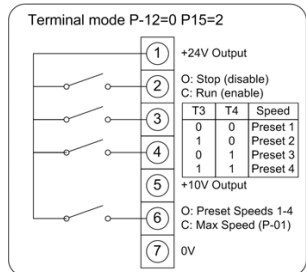 Terminal mode P-12=0 P15=2
1 +24V Output
2 O: Stop (disable)
C: Run (enable)
3
4
T3 T4 Speed
0 0 Preset 1
1 0 Preset 2
0 1 Preset 3
1 1 Preset 4
5 +10V Output
6 O: Preset Speeds 1-4
C: Max Speed (P-01)
7 0V